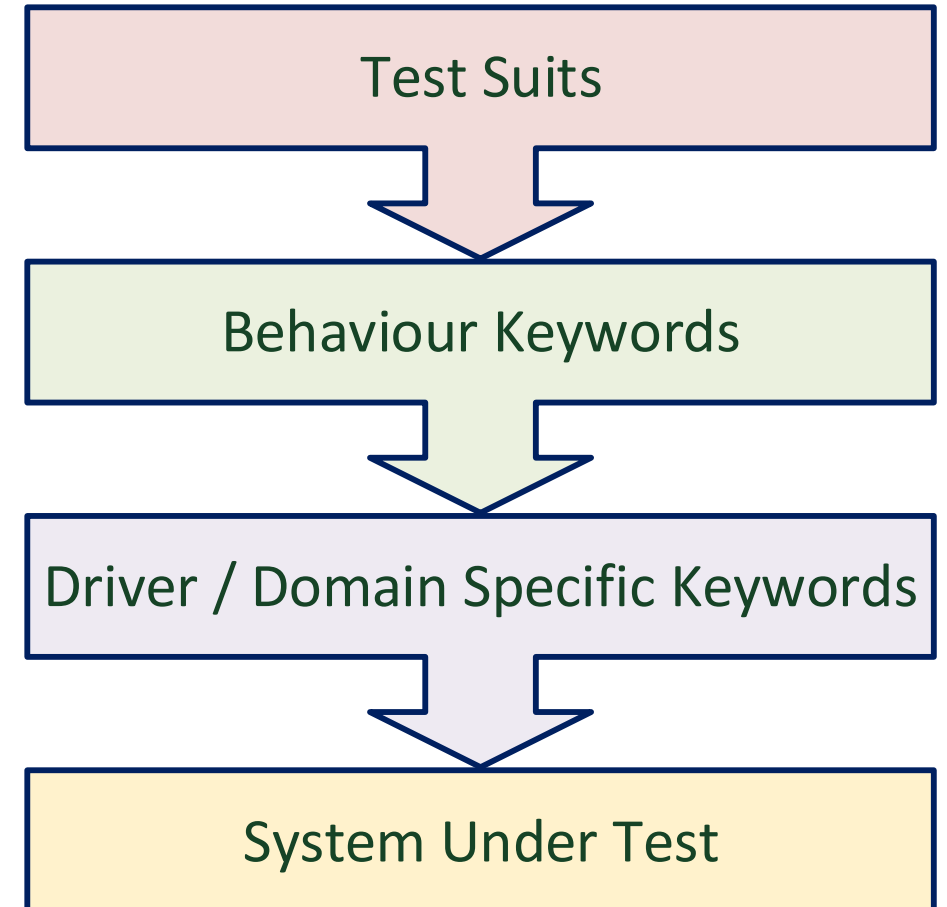 Test Suits
Behaviour Keywords
Driver / Domain Specific Keywords
System Under Test